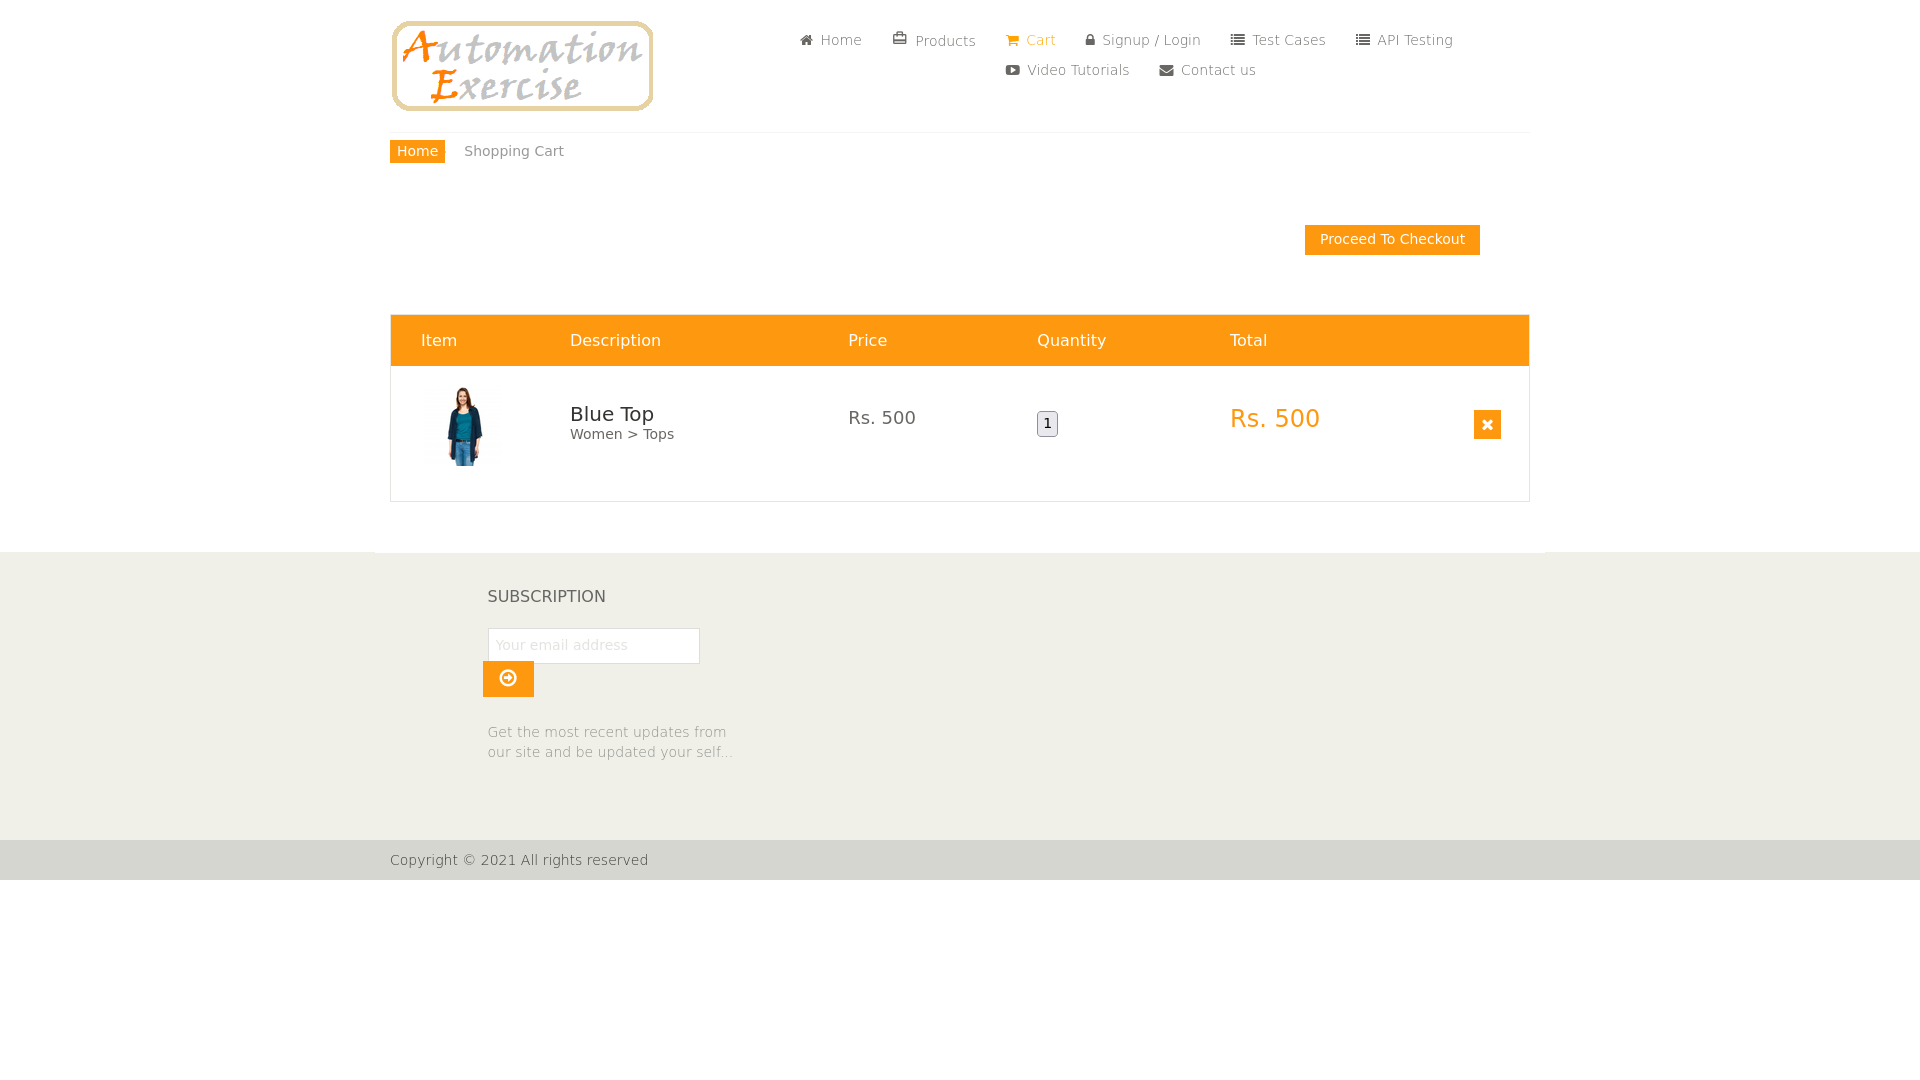 Automation
Exercise
Home
Products
Cart
Signup / Login
Test Cases
API Testing
Video Tutorials
Contact us
Home
Shopping Cart
Proceed To Checkout
Item Description Price Quantity Total
Blue Top
Women > Tops
Rs. 500
1
Rs. 500
SUBSCRIPTION
Your email address
Get the most recent updates from
our site and be updated your self...
Copyright © 2021 All rights reserved